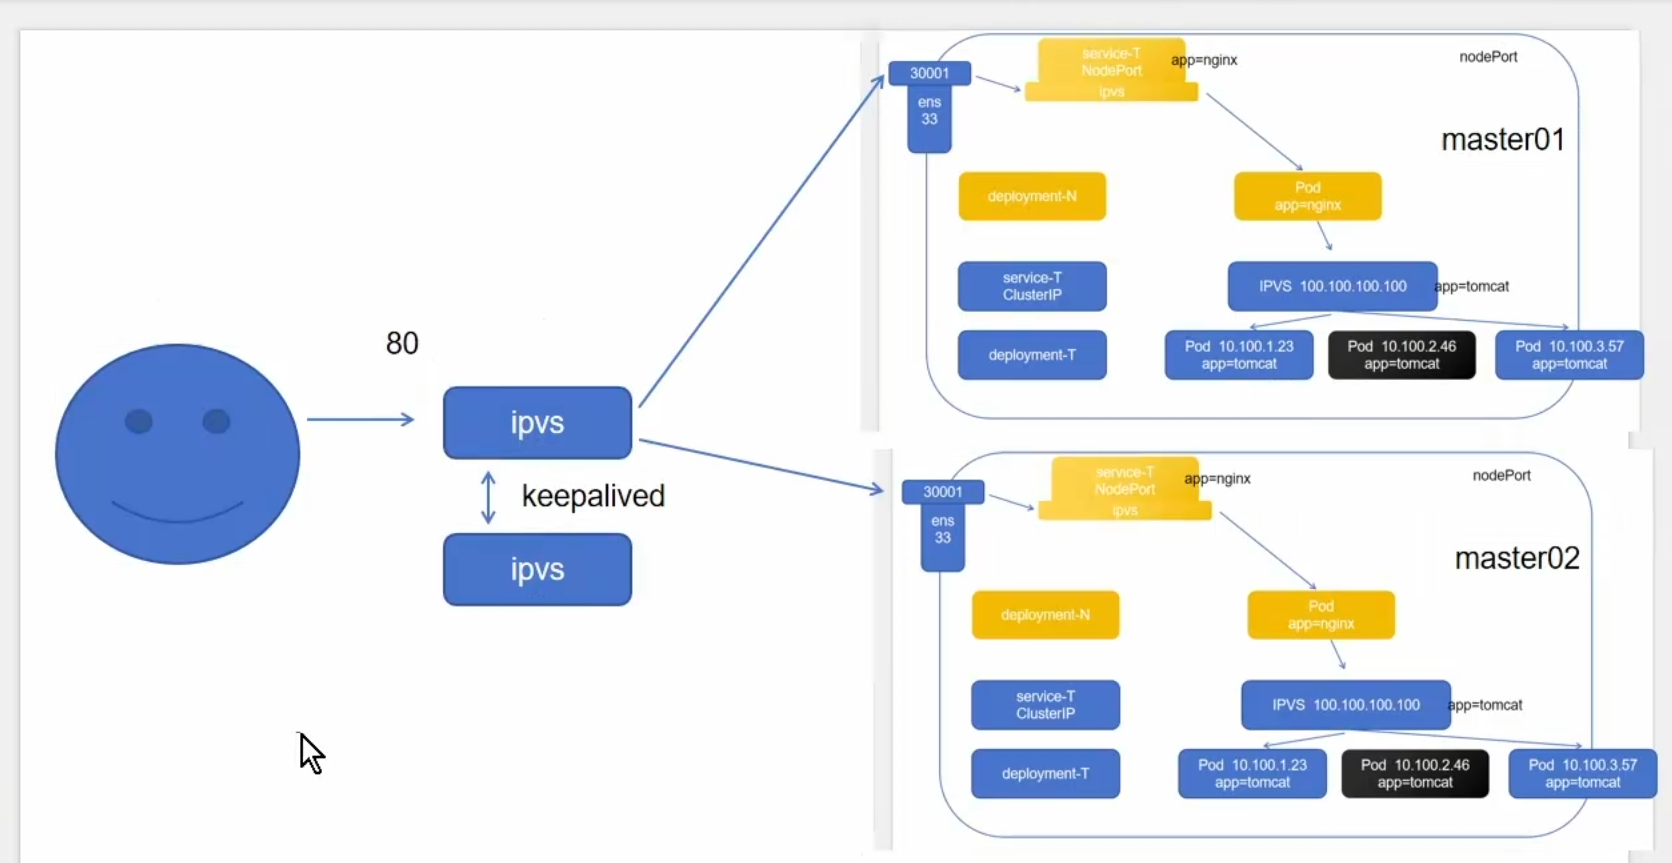 80
ipvs
keepalived
ipvs
30001
ens
33
service-T
NodePort
ipvs
app=nginx
nodePort
master01
deployment-N
Pod
app=nginx
service-T
ClusterIP
IPVS 100.100.100.100
app=tomcat
deployment-T
Pod 10.100.1.23
app=tomcat
Pod 10.100.2.46
app=tomcat
Pod 10.100.3.57
app=tomcat
30001
ens
33
service-T
NodePort
ipvs
app=nginx
nodePort
master02
deployment-N
Pod
app=nginx
service-T
ClusterIP
IPVS 100.100.100.100
app=tomcat
deployment-T
Pod 10.100.1.23
app=tomcat
Pod 10.100.2.46
app=tomcat
Pod 10.100.3.57
app=tomcat